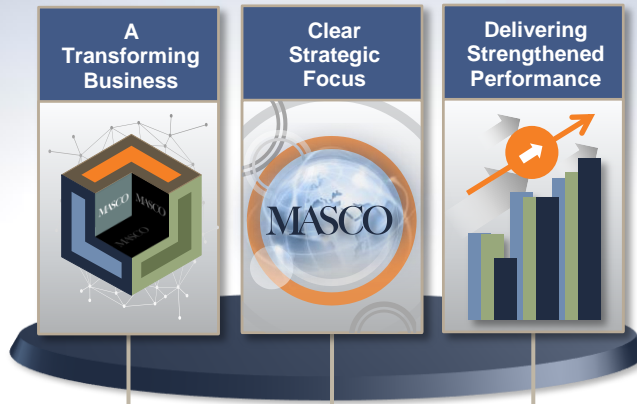 A
Transforming
Business
Clear
Strategic
Focus
Delivering
Strengthened
Performance
MASCO
MASCO
MASCO
MASCO